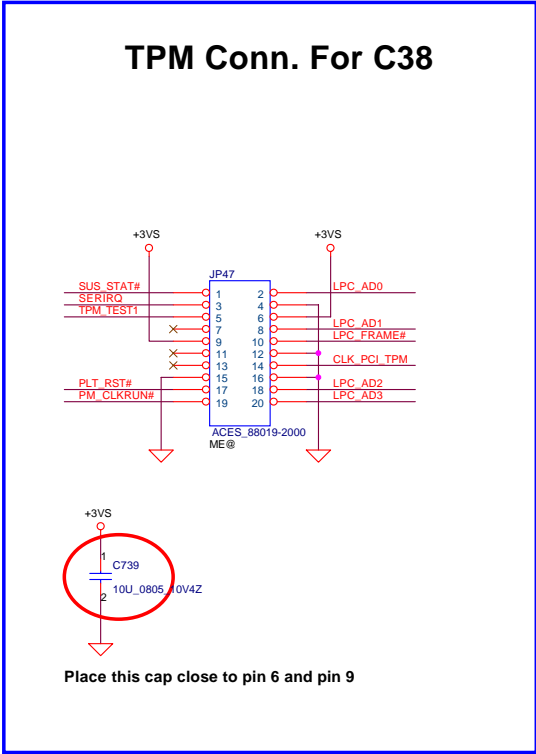 TPM Conn. For C38
+3VS
+3VS
JP47
SUS_STAT# 1 2 LPC_AD0
SERIRQ 3 4
TPM_TEST1 5 6
7 8 LPC_AD1
9 10 LPC_FRAME#
11 12
13 14 CLK_PCI_TPM
15 16
PLT_RST# 17 18 LPC_AD2
PM_CLKRUN# 19 20 LPC_AD3
ACES_88019-2000
ME@
+3VS
1
C739
10U_0805_10V4Z
2
Place this cap close to pin 6 and pin 9